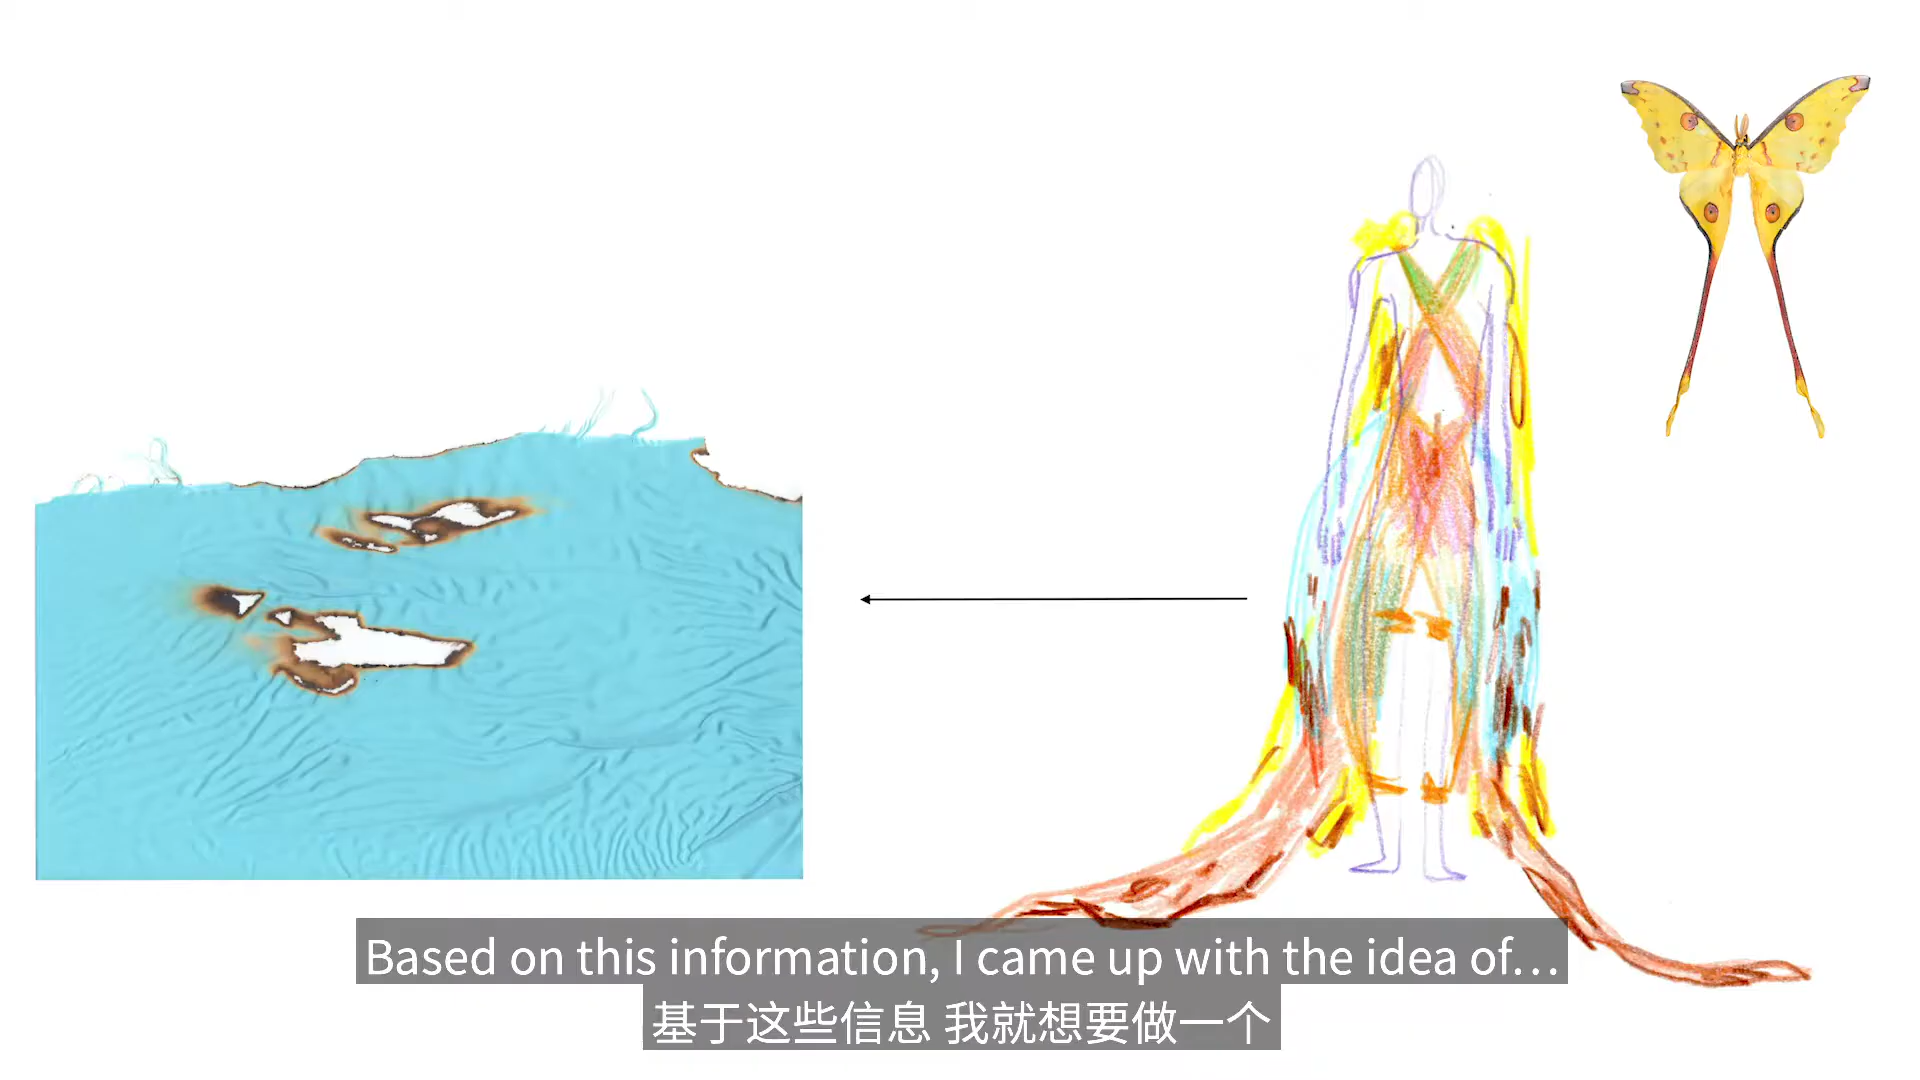 Based on this information, I came up with the idea of…
基于这些信息 我就想要做一个